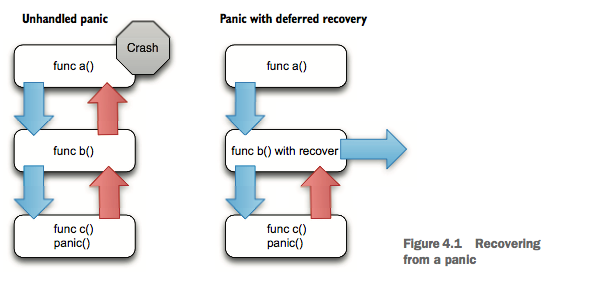 Unhandled panic
Crash
func a()
func b()
func c()
panic()
Panic with deferred recovery
func a()
func b() with recover
func c()
panic()
Figure 4.1 Recovering
from a panic